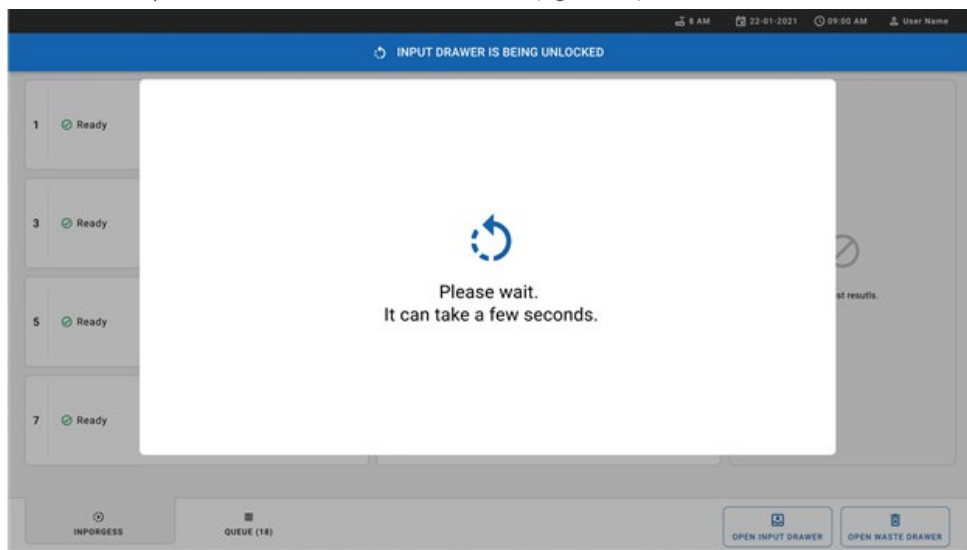 8 AM 22-01-2021 09:00 AM User Name
INPUT DRAWER IS BEING UNLOCKED
1 Ready
3 Ready
5 Ready
7 Ready
Please wait.
It can take a few seconds.
st resutls.
INPORGESS
QUEUE (18)
OPEN INPUT DRAWER
OPEN WASTE DRAWER